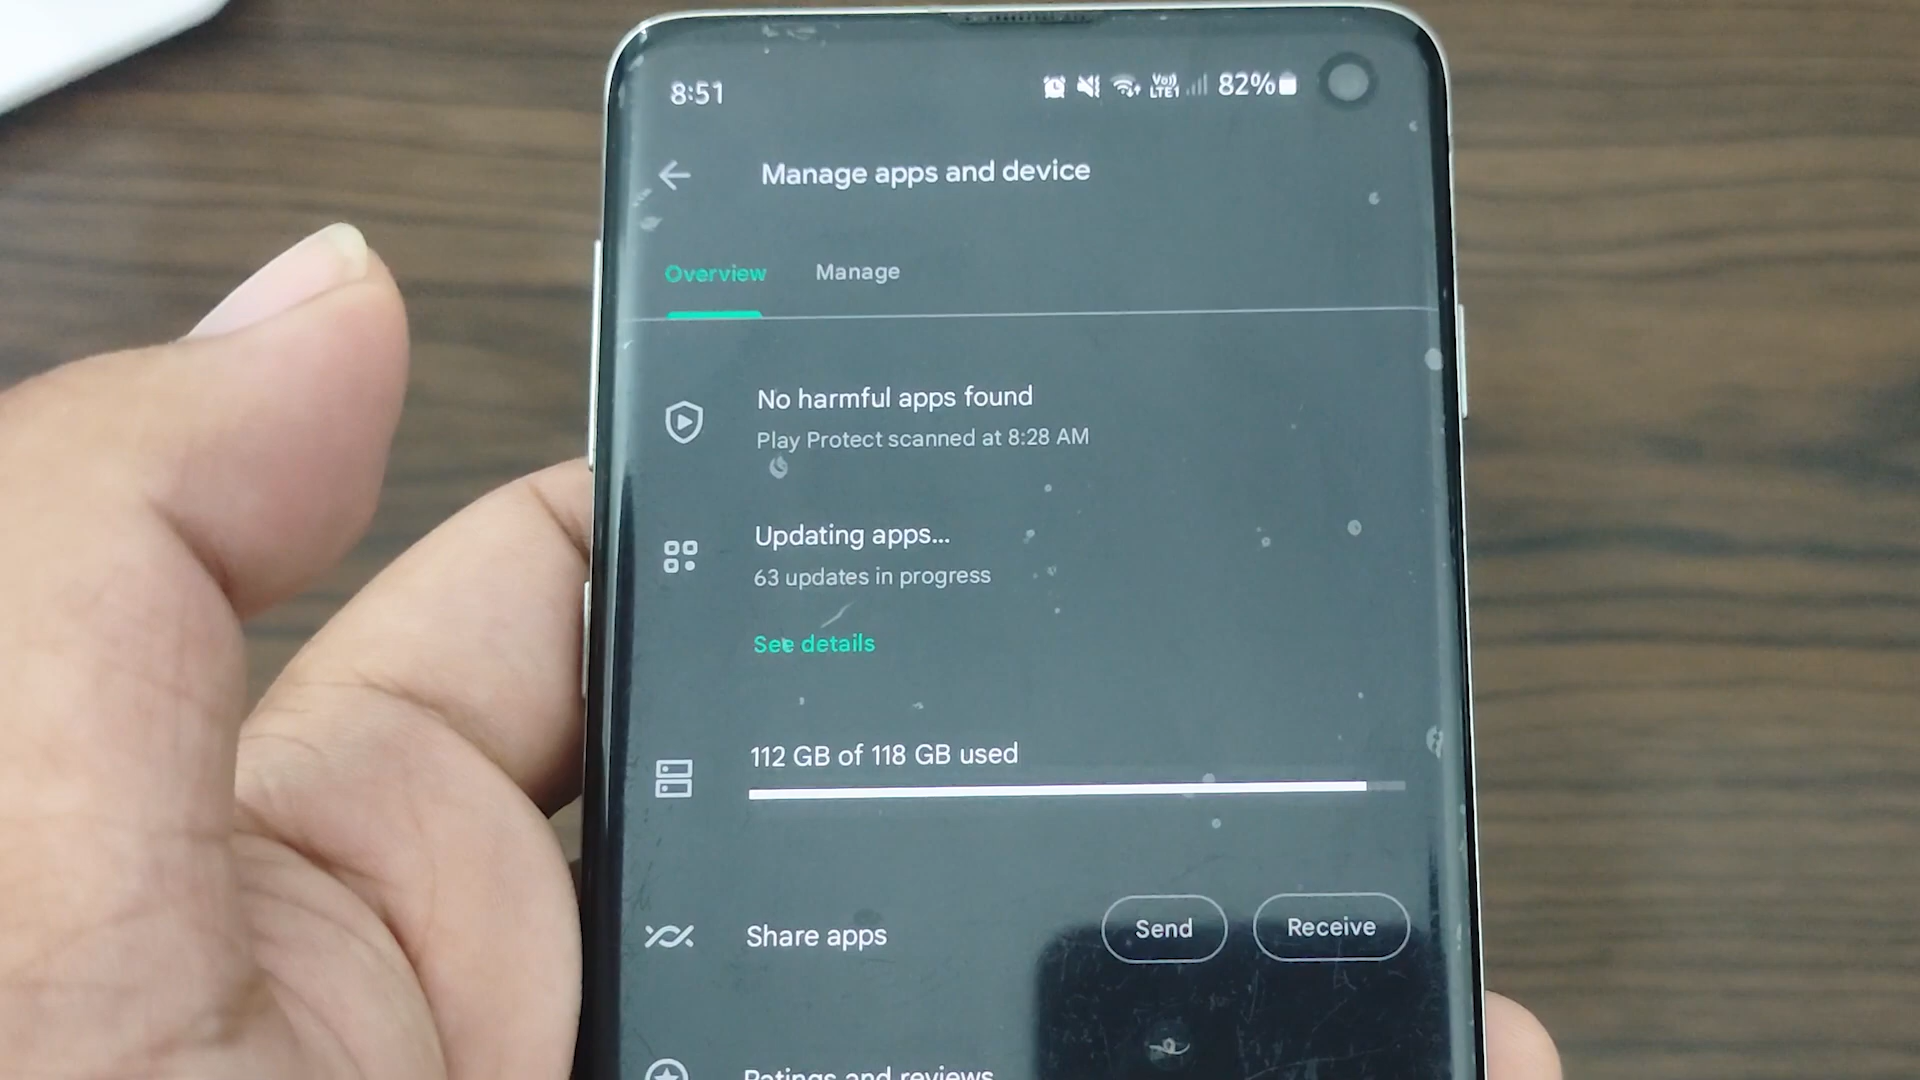 8:51
Vo)) LTE1 82%
Manage apps and device
Overview Manage
No harmful apps found
Play Protect scanned at 8:28 AM
Updating apps...
63 updates in progress
See details
112 GB of 118 GB used
Share apps Send Receive
Ratings and reviews